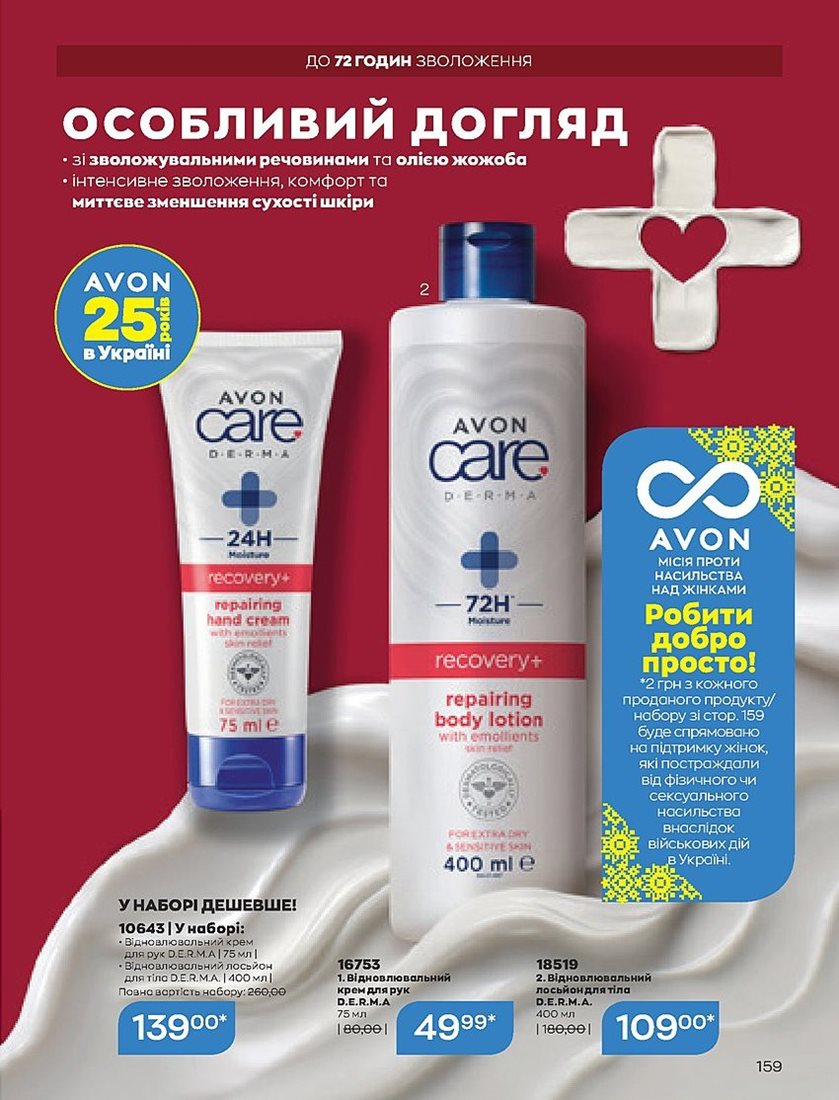 ДО 72 ГОДИН ЗВОЛОЖЕННЯ
ОСОБЛИВИЙ ДОГЛЯД
• зі зволожувальними речовинами та олією жожоба
• інтенсивне зволоження, комфорт та
миттєве зменшення сухості шкіри
AVON
25 років
в Україні
AVON
care
D·E·R·M·A
24H
Moisture
recovery+
repairing
hand cream
with emollients
skin relief
FOR EXTRA DRY
& SENSITIVE SKIN
75 ml e
2
AVON
care
D·E·R·M·A
72H
Moisture
recovery+
repairing
body lotion
with emollients
skin relief
DERMATOLOGICALLY
TESTED
FOR EXTRA DRY
& SENSITIVE SKIN
400 ml e
AVON
МІСІЯ ПРОТИ
НАСИЛЬСТВА
НАД ЖІНКАМИ
Робити
добро
просто!
*2 грн з кожного
проданого продукту/
набору зі стор. 159
буде спрямовано
на підтримку жінок,
які постраждали
від фізичного чи
сексуального
насильства
внаслідок
військових дій
в Україні.
У НАБОРІ ДЕШЕВШЕ!
10643 | У наборі:
• Відновлювальний крем
для рук D.E.R.M.A | 75 мл |
• Відновлювальний лосьйон
для тіла D.E.R.M.A. | 400 мл |
Повна вартість набору: 260,00
13900*
16753
1. Відновлювальний
крем для рук
D.E.R.M.A
75 мл
| 80,00 |
4999*
18519
2. Відновлювальний
лосьйон для тіла
D.E.R.M.A.
400 мл
| 180,00 |
10900*
159